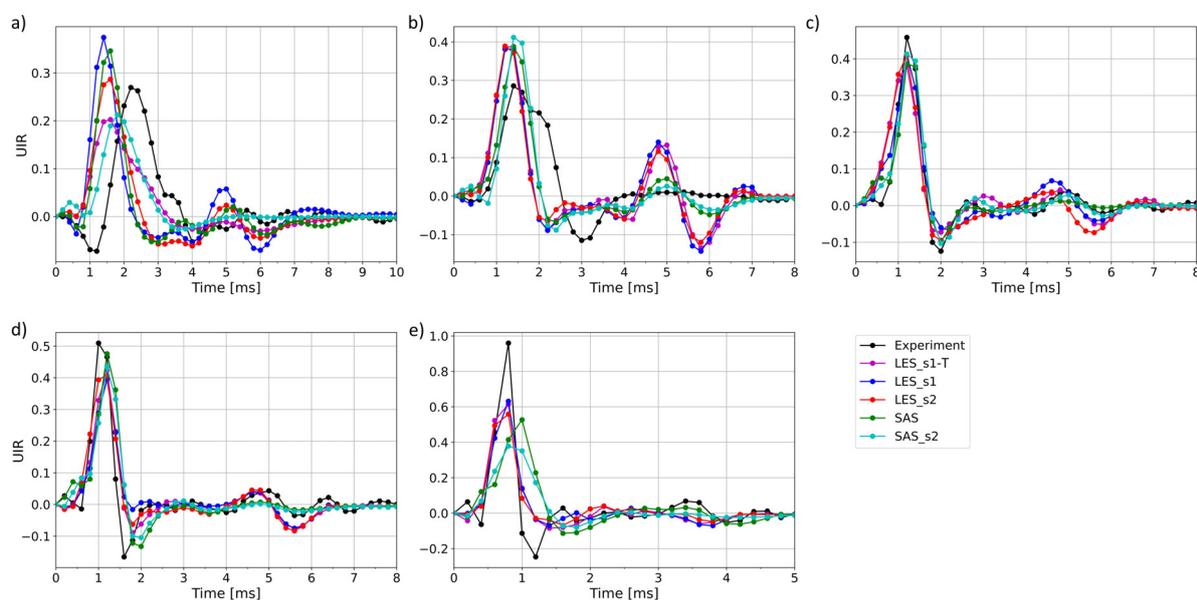 a)
UIR
0.3
0.2
0.1
0.0
0 1 2 3 4 5 6 7 8 9 10
Time [ms]
b)
0.4
0.3
0.2
0.1
0.0
−0.1
0 1 2 3 4 5 6 7 8
Time [ms]
c)
0.4
0.3
0.2
0.1
0.0
−0.1
0 1 2 3 4 5 6 7 8
Time [ms]
d)
UIR
0.5
0.4
0.3
0.2
0.1
0.0
−0.1
0 1 2 3 4 5 6 7 8
Time [ms]
e)
1.0
0.8
0.6
0.4
0.2
0.0
−0.2
0 1 2 3 4 5
Time [ms]
Experiment
LES_s1-T
LES_s1
LES_s2
SAS
SAS_s2